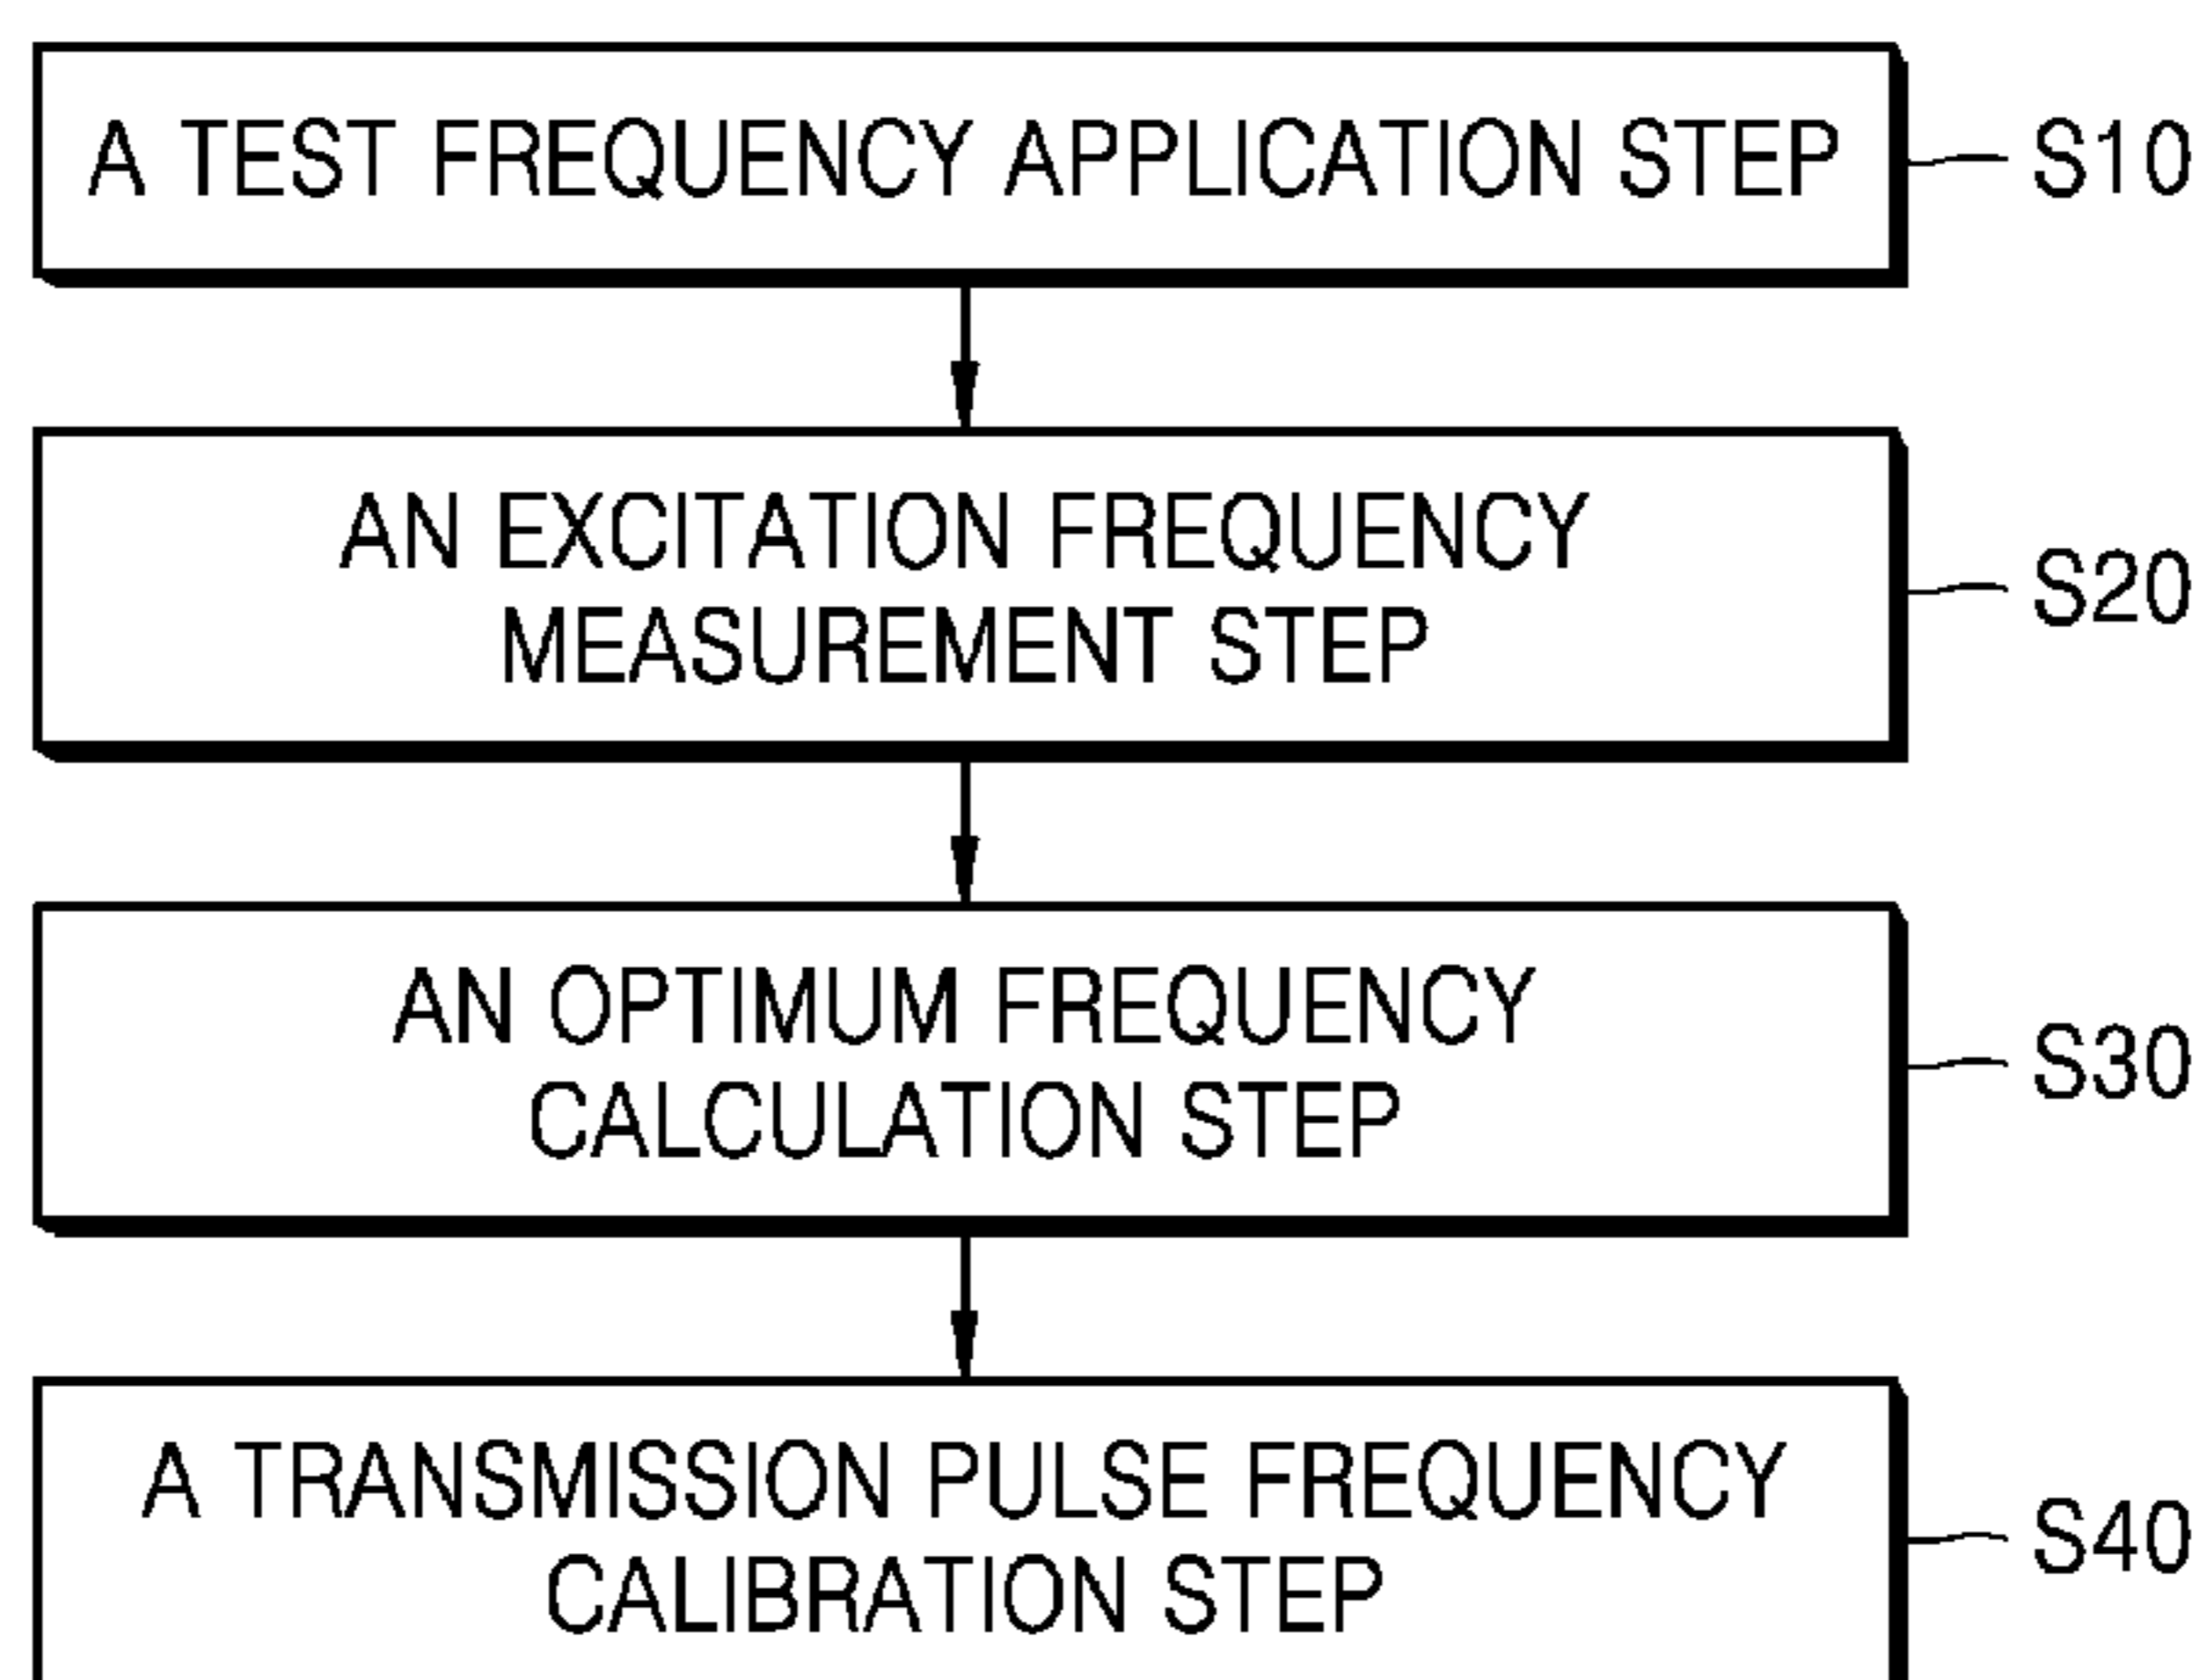 A TEST FREQUENCY APPLICATION STEP
S10
AN EXCITATION FREQUENCY
MEASUREMENT STEP
S20
AN OPTIMUM FREQUENCY
CALCULATION STEP
S30
A TRANSMISSION PULSE FREQUENCY
CALIBRATION STEP
S40